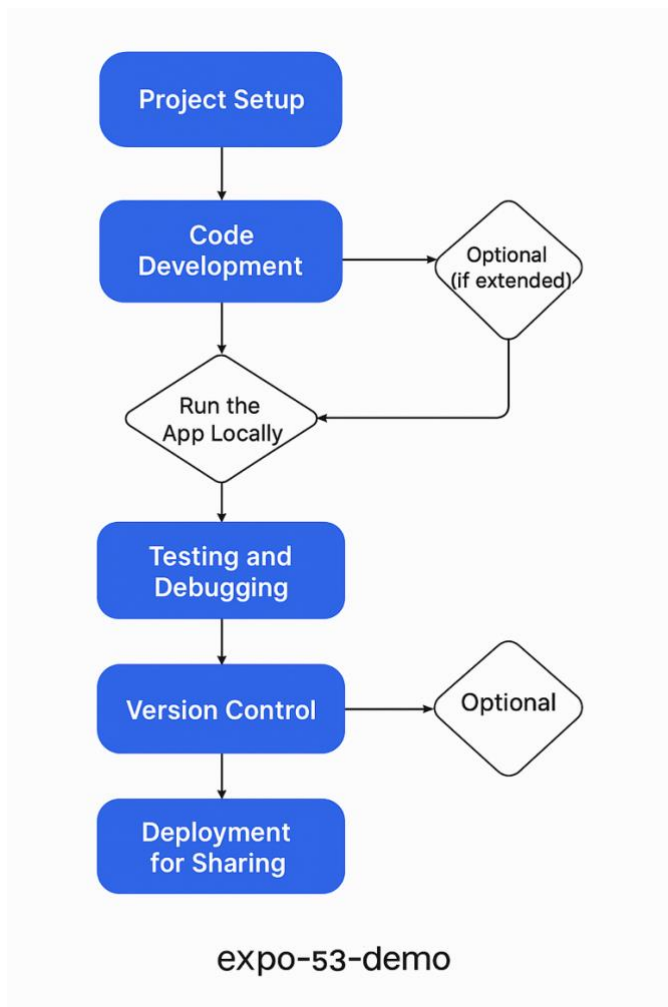 Project Setup
Code
Development
Optional
(if extended)
Run the
App Locally
Testing and
Debugging
Version Control
Optional
Deployment
for Sharing
expo-53-demo